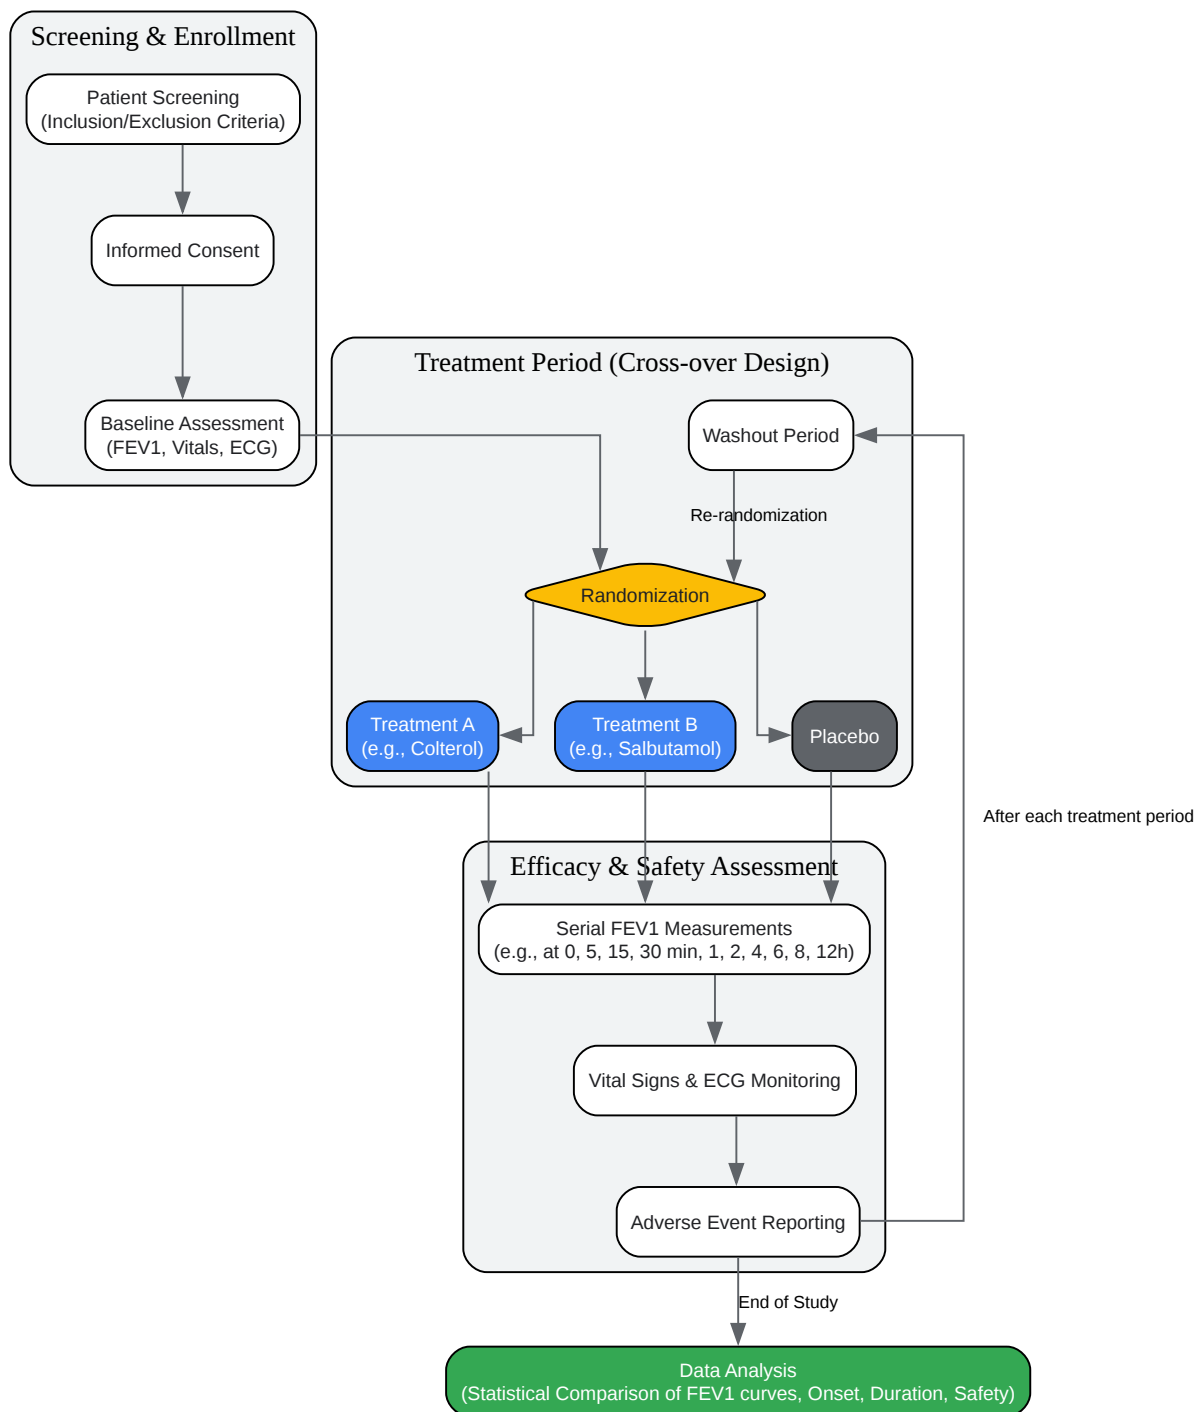 Screening & Enrollment
Patient Screening
(Inclusion/Exclusion Criteria)
Informed Consent
Baseline Assessment
(FEV1, Vitals, ECG)
Treatment Period (Cross-over Design)
Washout Period
Re-randomization
Randomization
Treatment A
(e.g., Colterol)
Treatment B
(e.g., Salbutamol)
Placebo
After each treatment period
Efficacy & Safety Assessment
Serial FEV1 Measurements
(e.g., at 0, 5, 15, 30 min, 1, 2, 4, 6, 8, 12h)
Vital Signs & ECG Monitoring
Adverse Event Reporting
End of Study
Data Analysis
(Statistical Comparison of FEV1 curves, Onset, Duration, Safety)